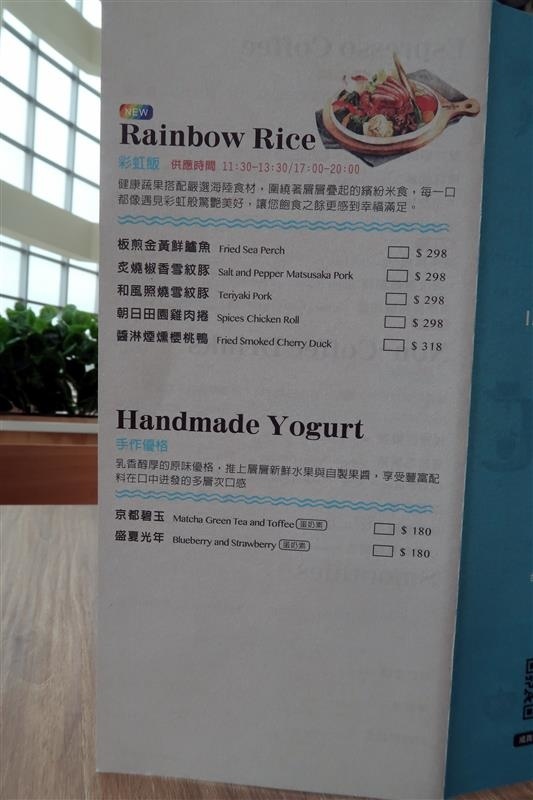 NEW
Rainbow Rice
彩虹飯 供應時間 11:30-13:30/17:00-20:00
健康蔬果搭配嚴選海陸食材，圍繞著層層疊起的繽紛米食，每一口
都像遇見彩虹般驚艷美好，讓您飽食之餘更感到幸福滿足。
板煎金黃鮮鱸魚 Fried Sea Perch $ 298
炙燒椒香雪紋豚 Salt and Pepper Matsusaka Pork $ 298
和風照燒雪紋豚 Teriyaki Pork $ 298
朝日田園雞肉捲 Spices Chicken Roll $ 298
醬淋煙燻櫻桃鴨 Fried Smoked Cherry Duck $ 318
Handmade Yogurt
手作優格
乳香醇厚的原味優格，推上層層新鮮水果與自製果醬，享受豐富配
料在口中迸發的多層次口感
京都碧玉 Matcha Green Tea and Toffee 蛋奶素 $ 180
盛夏光年 Blueberry and Strawberry 蛋奶素 $ 180